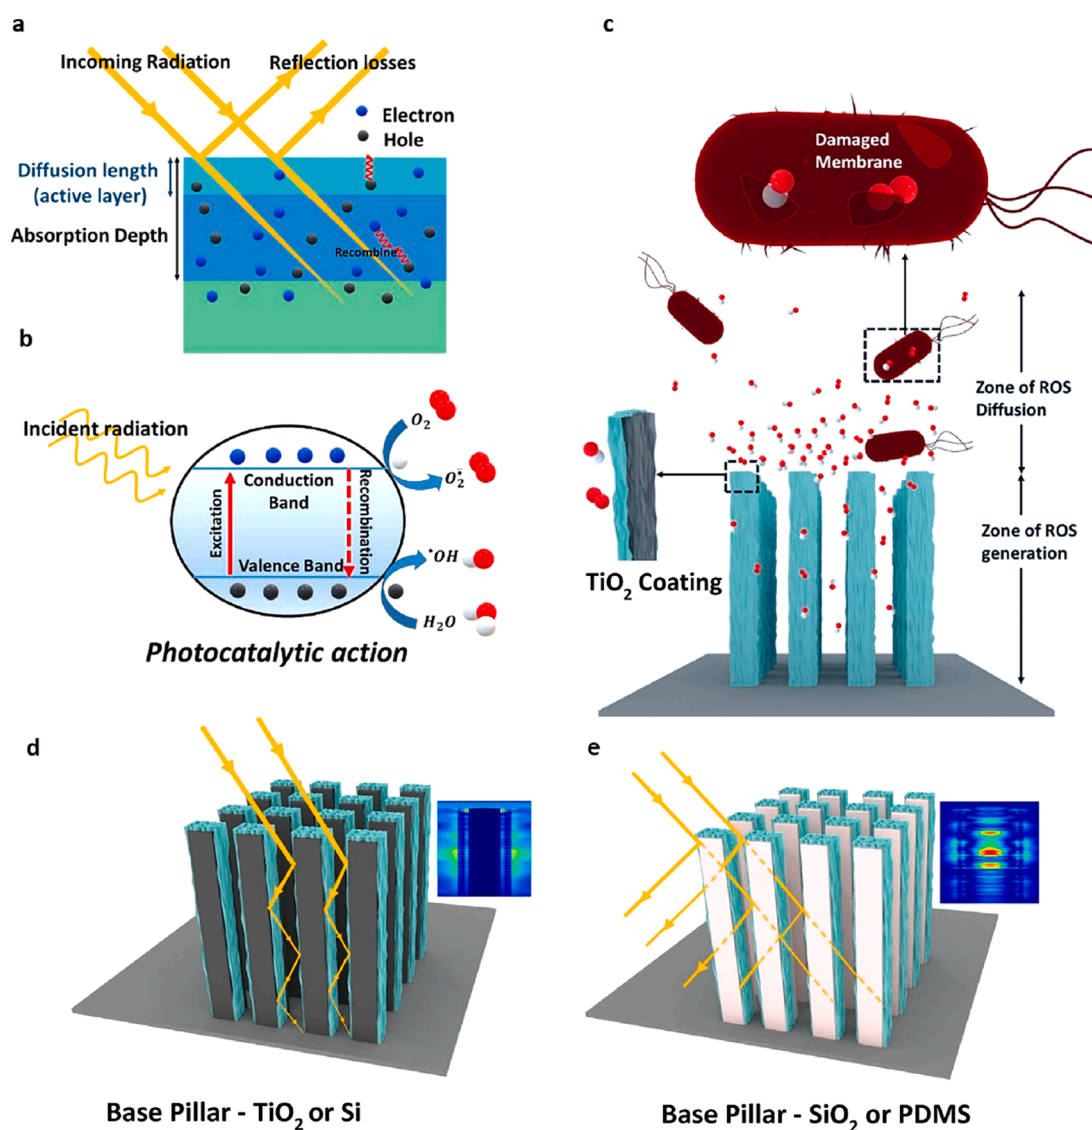 a
Incoming Radiation
Reflection losses
Electron
Hole
Diffusion length
(active layer)
Absorption Depth
Recombine
b
Incident radiation
O₂
Conduction
Band
O₂⁻
Excitation
Recombination
Valence Band
•OH
H₂O
Photocatalytic action
c
Damaged
Membrane
Zone of ROS
Diffusion
Zone of ROS
generation
TiO₂ Coating
d
Base Pillar - TiO₂ or Si
e
Base Pillar - SiO₂ or PDMS